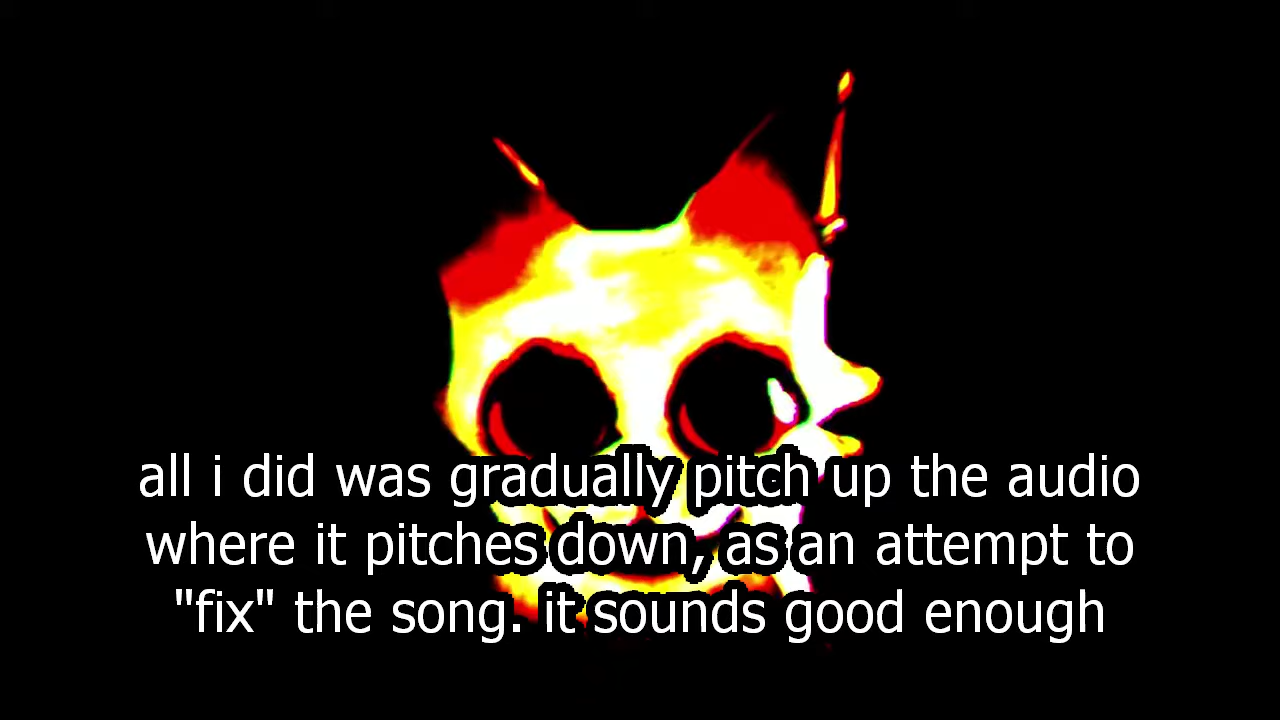 all i did was gradually pitch up the audio
where it pitches down, as an attempt to
"fix" the song. it sounds good enough